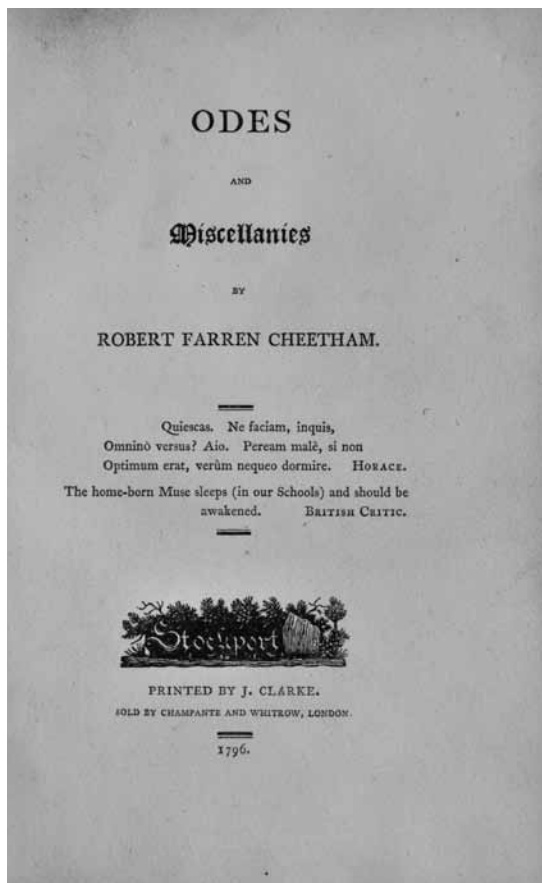 ODES
AND
Miscellanies
BY
ROBERT FARREN CHEETHAM.
Quiescas. Ne faciam, inquis,
Omninò versus? Aio. Peream malè, si non
Optimum erat, verùm nequeo dormire. HORACE.
The home-born Muse sleeps (in our Schools) and should be
awakened. BRITISH CRITIC.
Stockport
PRINTED BY J. CLARKE.
SOLD BY CHAMPANTE AND WHITROW, LONDON.
1796.